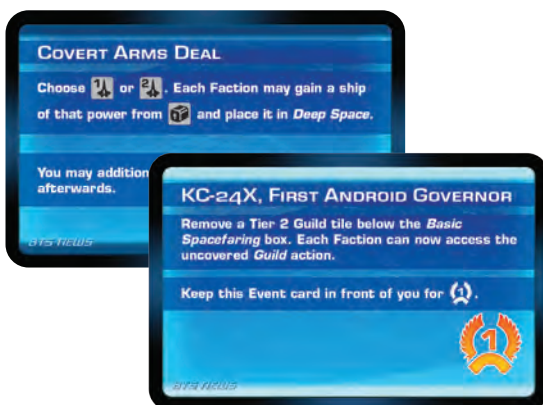 COVERT ARMS DEAL
Choose 1 or 2. Each Faction may gain a ship
of that power from and place it in Deep Space.
You may addition
afterwards.
BTS NEWS
KC-24X, FIRST ANDROID GOVERNOR
Remove a Tier 2 Guild tile below the Basic
Spacefaring box. Each Faction can now access the
uncovered Guild action.
Keep this Event card in front of you for 1.
1
BTS NEWS